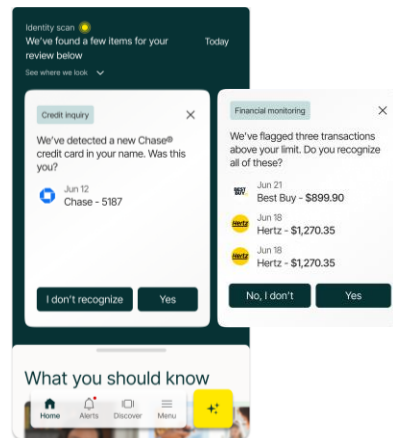 Identity scan
We've found a few items for your
review below
Today
See where we look
Credit inquiry
We've detected a new Chase®
credit card in your name. Was this
you?
Jun 12
Chase - 5187
I don't recognize
Yes
Financial monitoring
We've flagged three transactions
above your limit. Do you recognize
all of these?
BEST
BUY
Jun 21
Best Buy - $899.90
Hertz
Jun 18
Hertz - $1,270.35
Hertz
Jun 18
Hertz - $1,270.35
No, I don't
Yes
What you should know
Home
Alerts
Discover
Menu